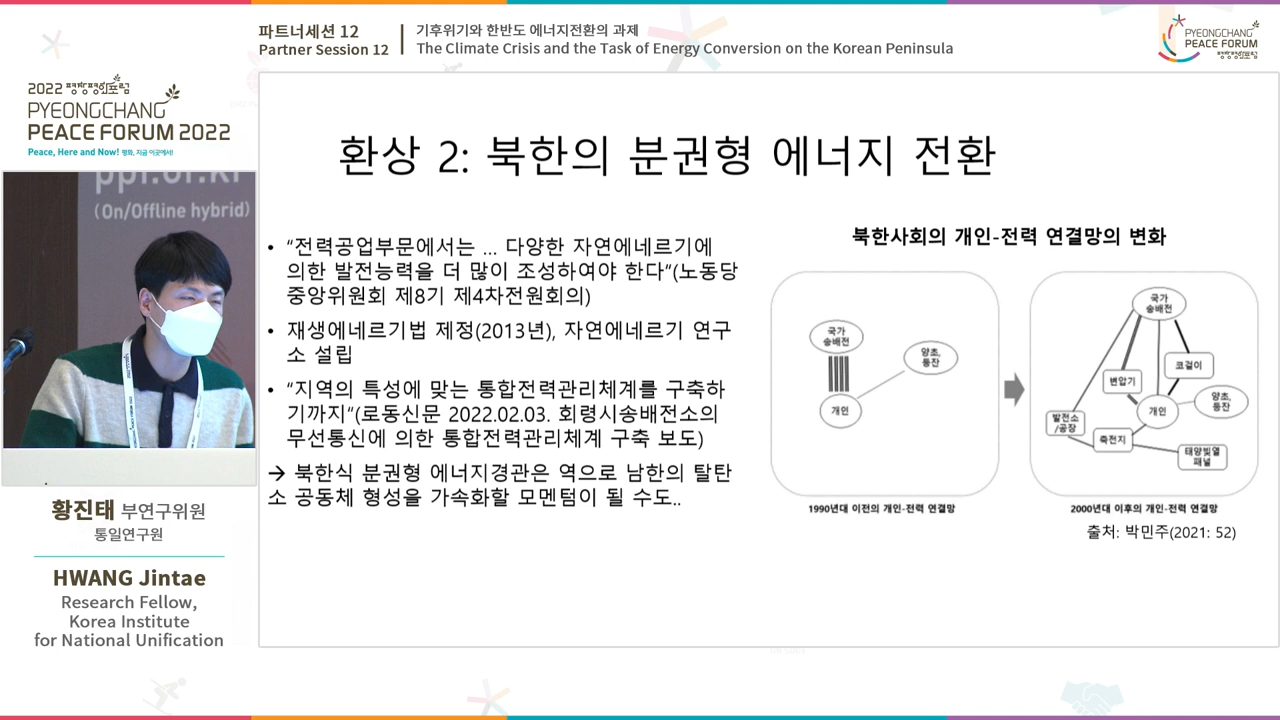 파트너세션 12
Partner Session 12
기후위기와 한반도 에너지전환의 과제
The Climate Crisis and the Task of Energy Conversion on the Korean Peninsula
PYEONGCHANG
PEACE FORUM
평창평화포럼
2022 평창평화포럼
PYEONGCHANG
PEACE FORUM 2022
Peace, Here and Now! 평화, 지금 이곳에서!
ppf.or.kr
(On/Offline hybrid)
황진태 부연구위원
통일연구원
HWANG Jintae
Research Fellow,
Korea Institute
for National Unification
환상 2: 북한의 분권형 에너지 전환
• “전력공업부문에서는 ... 다양한 자연에네르기에
의한 발전능력을 더 많이 조성하여야 한다”(노동당
중앙위원회 제8기 제4차전원회의)
• 재생에네르기법 제정(2013년), 자연에네르기 연구
소 설립
• “지역의 특성에 맞는 통합전력관리체계를 구축하
기까지”(로동신문 2022.02.03. 회령시송배전소의
무선통신에 의한 통합전력관리체계 구축 보도)
→ 북한식 분권형 에너지경관은 역으로 남한의 탈탄
소 공동체 형성을 가속화할 모멘텀이 될 수도..
북한사회의 개인-전력 연결망의 변화
국가
송배전
양초,
등잔
개인
1990년대 이전의 개인-전력 연결망
국가
송배전
코걸이
변압기
양초,
등잔
개인
발전소
/공장
축전지
태양빛열
패널
2000년대 이후의 개인-전력 연결망
출처: 박민주(2021: 52)